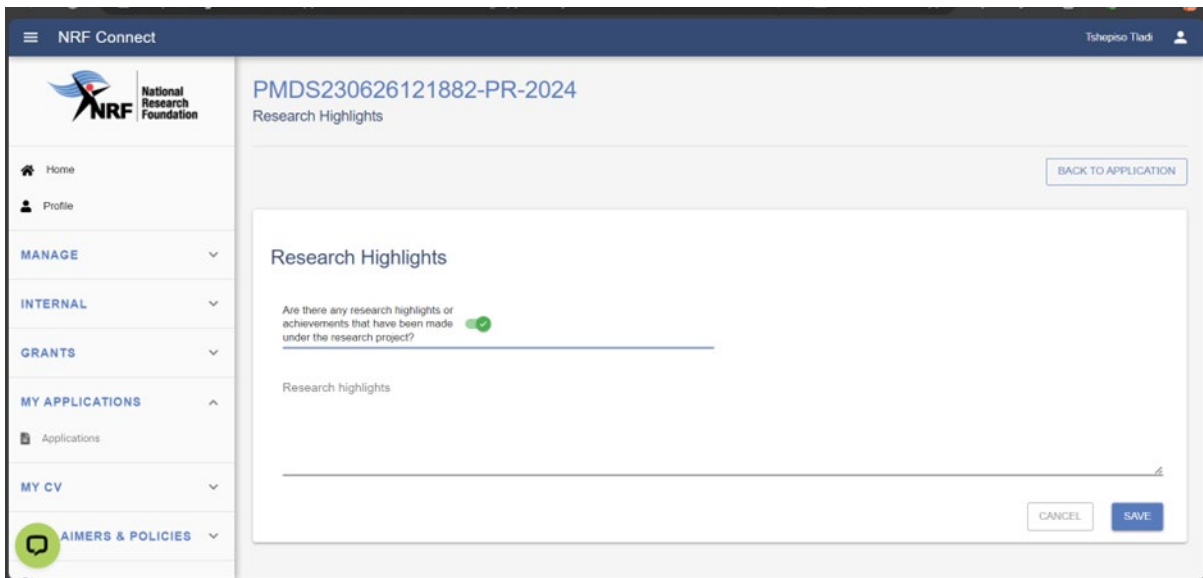 NRF Connect
Tshepiso Tladi
NRF
National
Research
Foundation
Home
Profile
MANAGE
INTERNAL
GRANTS
MY APPLICATIONS
Applications
MY CV
AIMERS & POLICIES
PMDS230626121882-PR-2024
Research Highlights
BACK TO APPLICATION
Research Highlights
Are there any research highlights or
achievements that have been made
under the research project?
Research highlights
CANCEL
SAVE